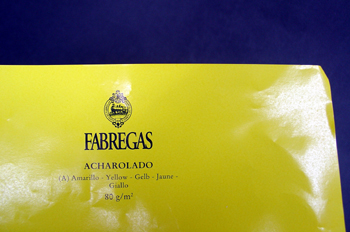 FABREGAS
ACHAROLADO
(A) Amarillo - Yellow - Gelb - Jaune -
Giallo
80 g/m²